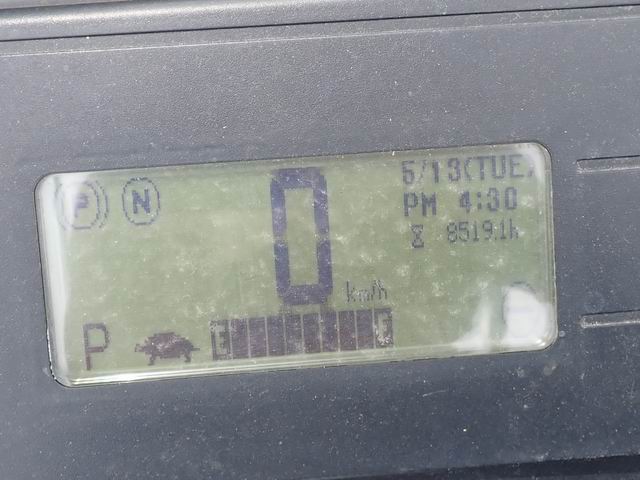 P N
0 km/h
5/13(TUE)
PM 4:30
8519.1h
P E F